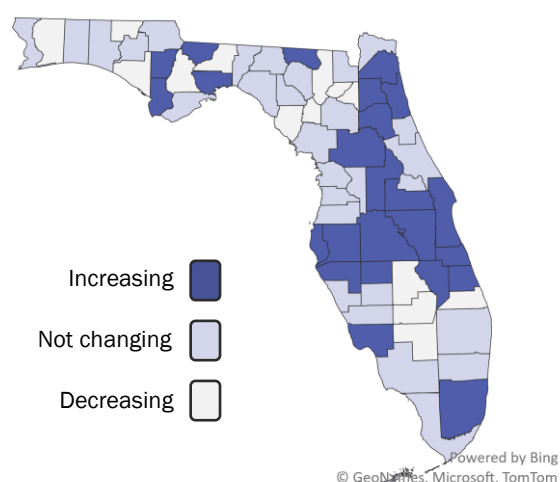 Increasing
Not changing
Decreasing
Powered by Bing
© GeoNames, Microsoft, TomTom